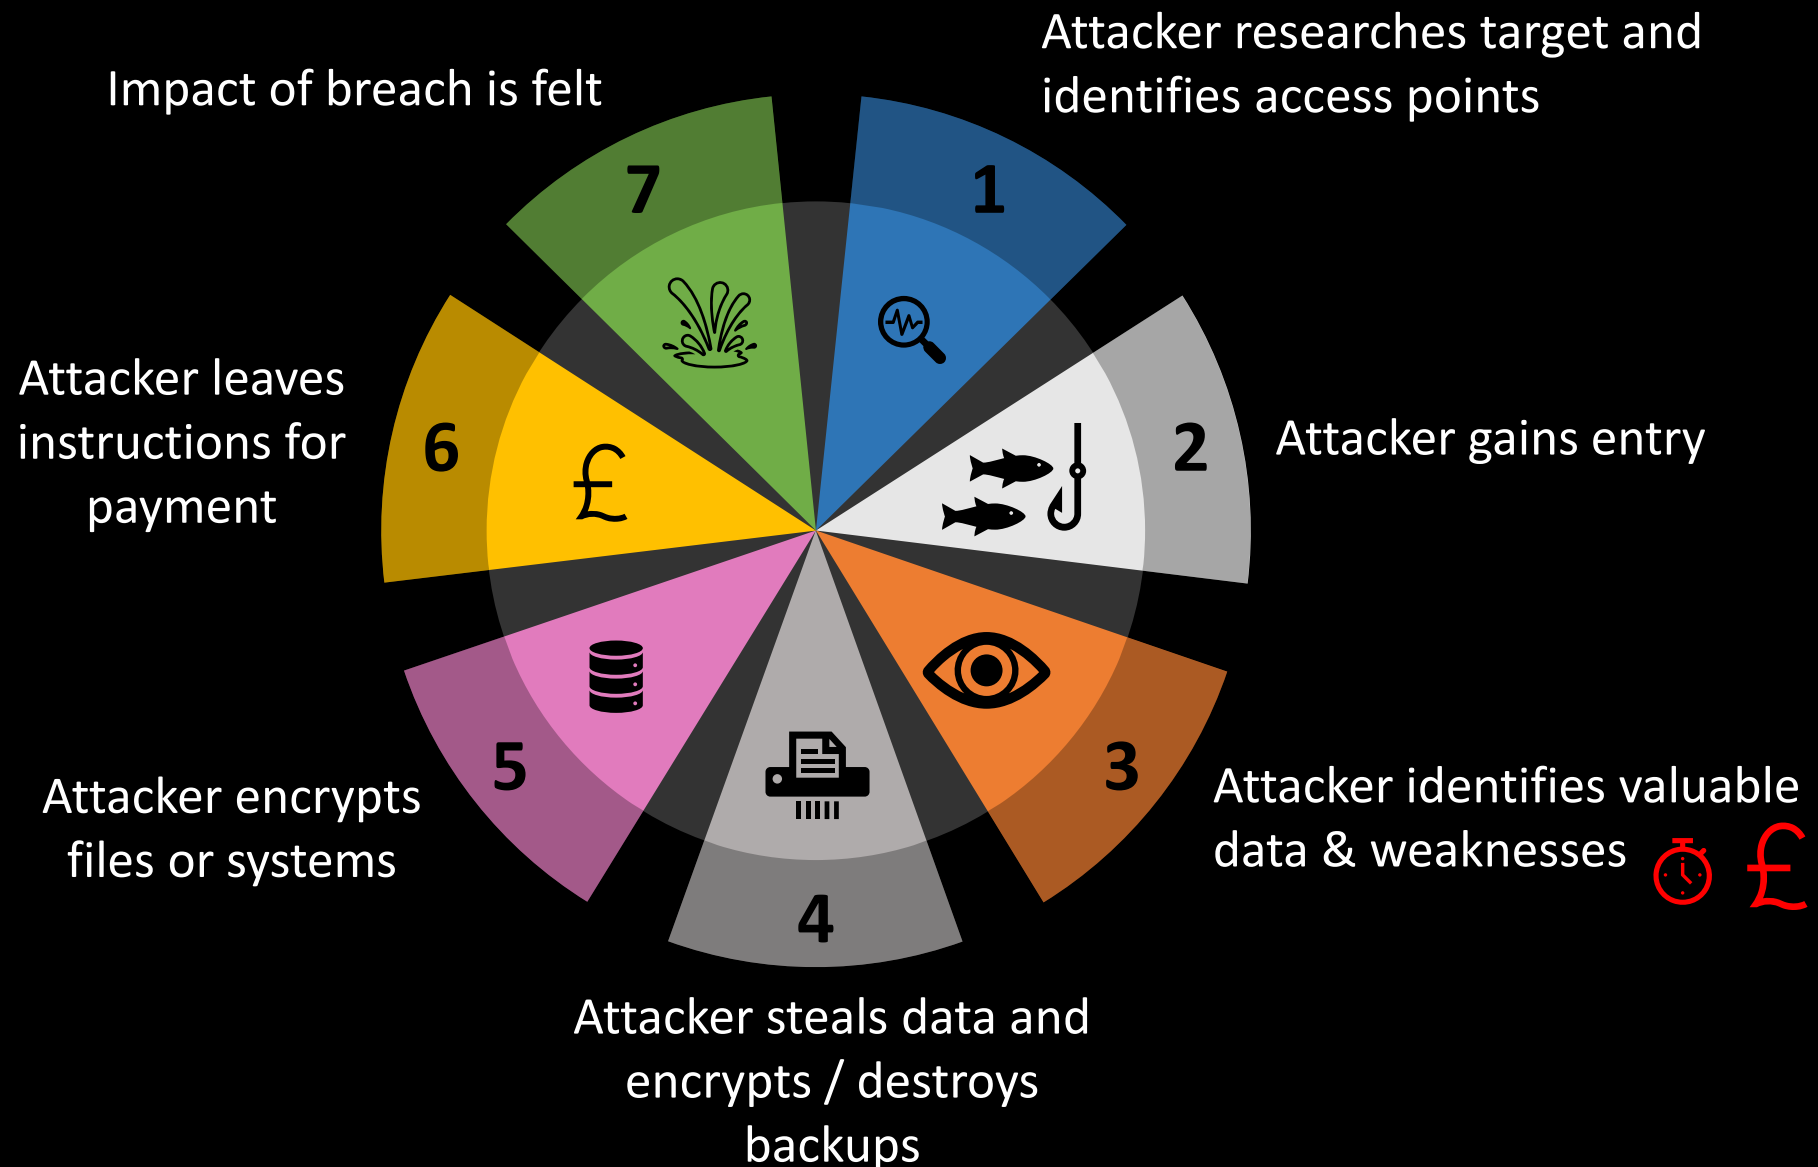 Attacker researches target and
identifies access points
1
Attacker gains entry
2
Attacker identifies valuable
data & weaknesses £
3
Attacker steals data and
encrypts / destroys
backups
4
Attacker encrypts
files or systems
5
Attacker leaves
instructions for
payment
6
£
Impact of breach is felt
7